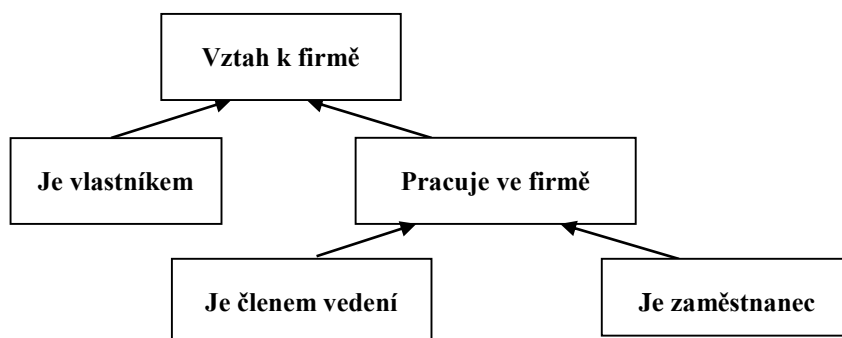 Vztah k firmě
Je vlastníkem
Pracuje ve firmě
Je členem vedení
Je zaměstnanec